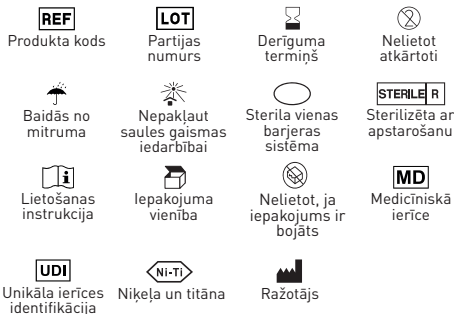 REF
Produkta kods
LOT
Partijas
numurs
Derīguma
termiņš
2
Nelietot
atkārtoti
Baidās no
mitruma
Nepakļaut
saules gaismas
iedarbībai
Sterila vienas
barjeras
sistēma
STERILE R
Sterilizēta ar
apstarošanu
i
Lietošanas
instrukcija
Iepakojuma
vienība
Nelietot, ja
iepakojums ir
bojāts
MD
Medicīniskā
ierīce
UDI
Unikāla ierīces
identifikācija
Ni-Ti
Niķeļa un titāna
Ražotājs